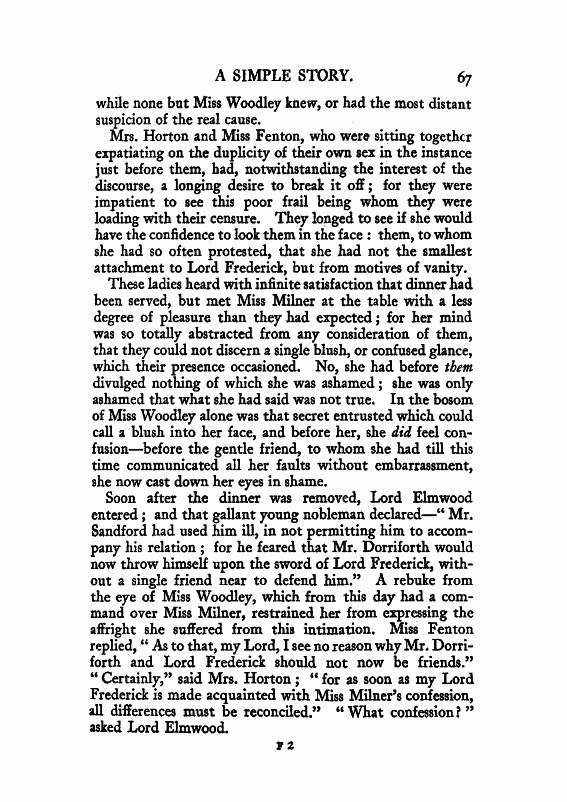 A SIMPLE STORY. 67
while none but Miss Woodley knew, or had the most distant
suspicion of the real cause.
Mrs. Horton and Miss Fenton, who were sitting together
expatiating on the duplicity of their own sex in the instance
just before them, had, notwithstanding the interest of the
discourse, a longing desire to break it off; for they were
impatient to see this poor frail being whom they were
loading with their censure. They longed to see if she would
have the confidence to look them in the face: them, to whom
she had so often protested, that she had not the smallest
attachment to Lord Frederick, but from motives of vanity.
These ladies heard with infinite satisfaction that dinner had
been served, but met Miss Milner at the table with a less
degree of pleasure than they had expected; for her mind
was so totally abstracted from any consideration of them,
that they could not discern a single blush, or confused glance,
which their presence occasioned. No, she had before them
divulged nothing of which she was ashamed; she was only
ashamed that what she had said was not true. In the bosom
of Miss Woodley alone was that secret entrusted which could
call a blush into her face, and before her, she did feel con-
fusion—before the gentle friend, to whom she had till this
time communicated all her faults without embarrassment,
she now cast down her eyes in shame.
Soon after the dinner was removed, Lord Elmwood
entered; and that gallant young nobleman declared—“Mr.
Sandford had used him ill, in not permitting him to accom-
pany his relation; for he feared that Mr. Dorriforth would
now throw himself upon the sword of Lord Frederick, with-
out a single friend near to defend him.” A rebuke from
the eye of Miss Woodley, which from this day had a com-
mand over Miss Milner, restrained her from expressing the
affright she suffered from this intimation. Miss Fenton
replied, “As to that, my Lord, I see no reason why Mr. Dorri-
forth and Lord Frederick should not now be friends.”
“Certainly,” said Mrs. Horton; “for as soon as my Lord
Frederick is made acquainted with Miss Milner’s confession,
all differences must be reconciled.” “What confession?”
asked Lord Elmwood.
F 2